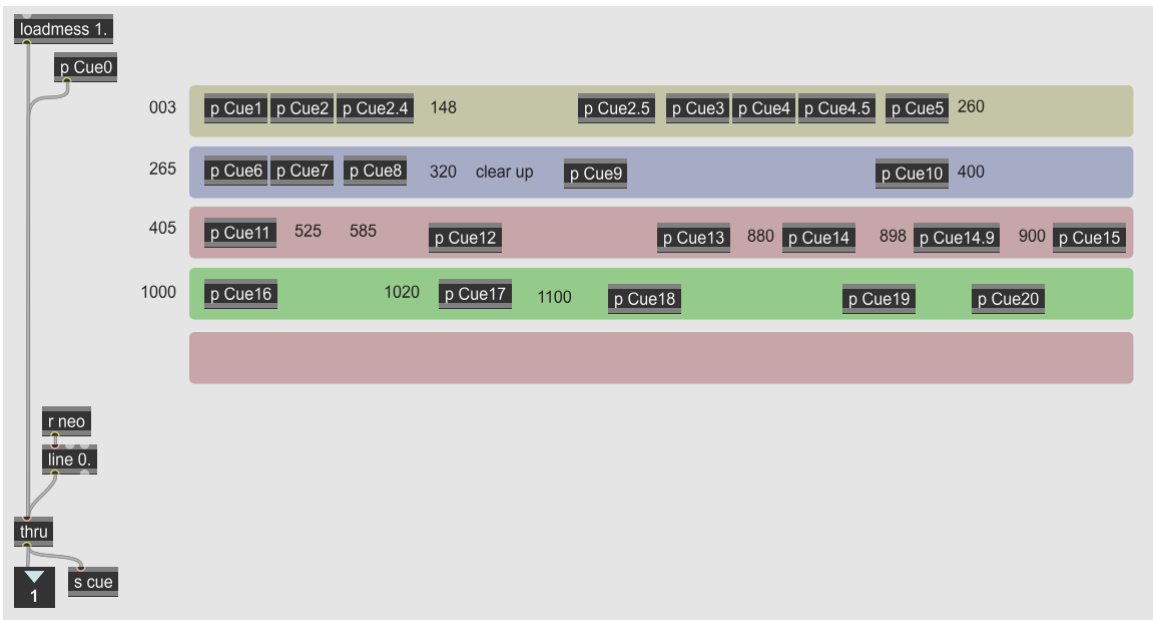 loadmess 1.
p Cue0
003 p Cue1 p Cue2 p Cue2.4 148 p Cue2.5 p Cue3 p Cue4 p Cue4.5 p Cue5 260
265 p Cue6 p Cue7 p Cue8 320 clear up p Cue9 p Cue10 400
405 p Cue11 525 585 p Cue12 p Cue13 880 p Cue14 898 p Cue14.9 900 p Cue15
1000 p Cue16 1020 p Cue17 1100 p Cue18 p Cue19 p Cue20
r neo
line 0.
thru
1 s cue